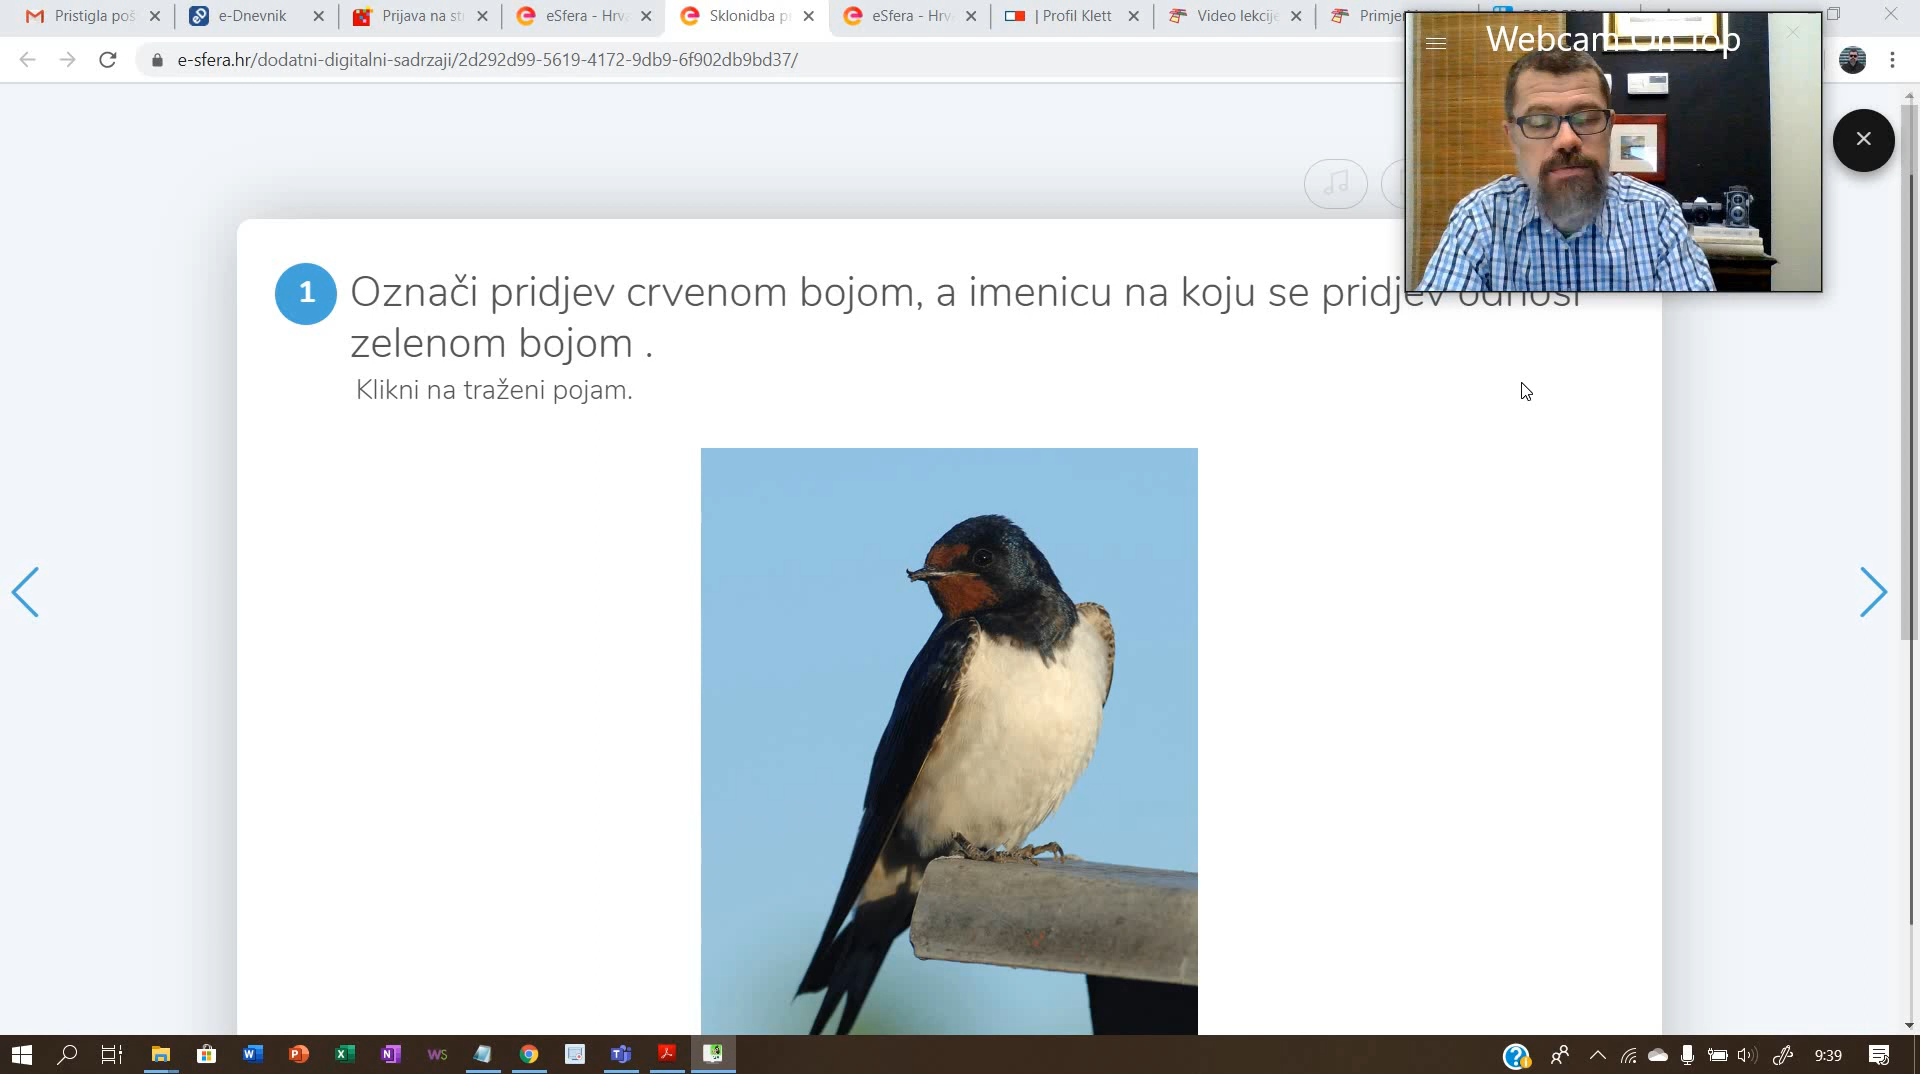 Pristigla poš
e-Dnevnik
Prijava na st
eSfera - Hrva
Sklonidba p
eSfera - Hrv
| Profil Klett
Video lekcije
Webcam On Top
e-sfera.hr/dodatni-digitalni-sadrzaji/2d292d99-5619-4172-9db9-6f902db9bd37/
1
Označi pridjev crvenom bojom, a imenicu na koju se pridjev odnosi
zelenom bojom .
Klikni na traženi pojam.
9:39